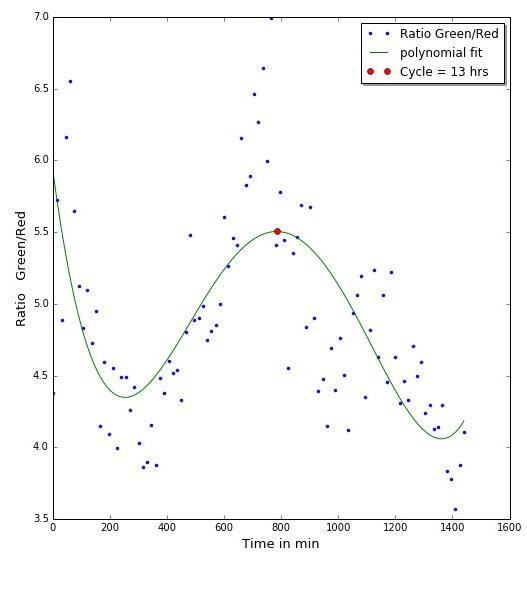 7.0
6.5
6.0
5.5
5.0
4.5
4.0
3.5
Ratio Green/Red
Ratio Green/Red
polynomial fit
Cycle = 13 hrs
0 200 400 600 800 1000 1200 1400 1600
Time in min